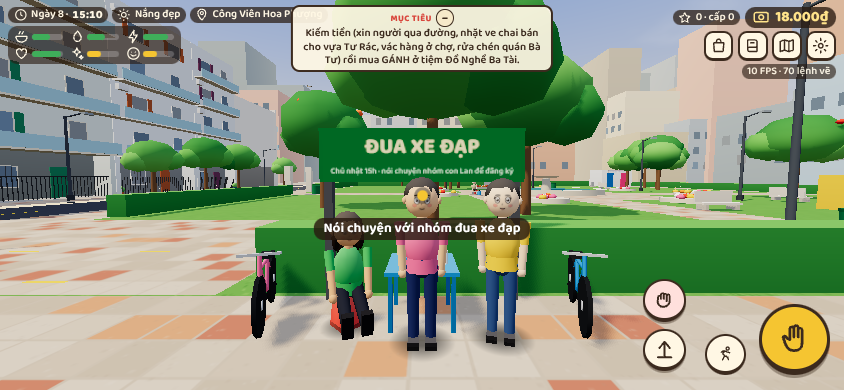 Ngày 8 · 15:10
Nắng đẹp
Công Viên Hoa P
MỤC TIÊU
Kiếm tiền (xin người qua đường, nhặt ve chai bán
cho vựa Tư Rác, vác hàng ở chợ, rửa chén quán Bà
Tư) rồi mua GÁNH ở tiệm Đồ Nghề Ba Tài.
0 · cấp 0
18.000₫
10 FPS · 70 lệnh vẽ
ĐUA XE ĐẠP
Chủ nhật 15h · nói chuyện nhóm con Lan để đăng ký
Nói chuyện với nhóm đua xe đạp